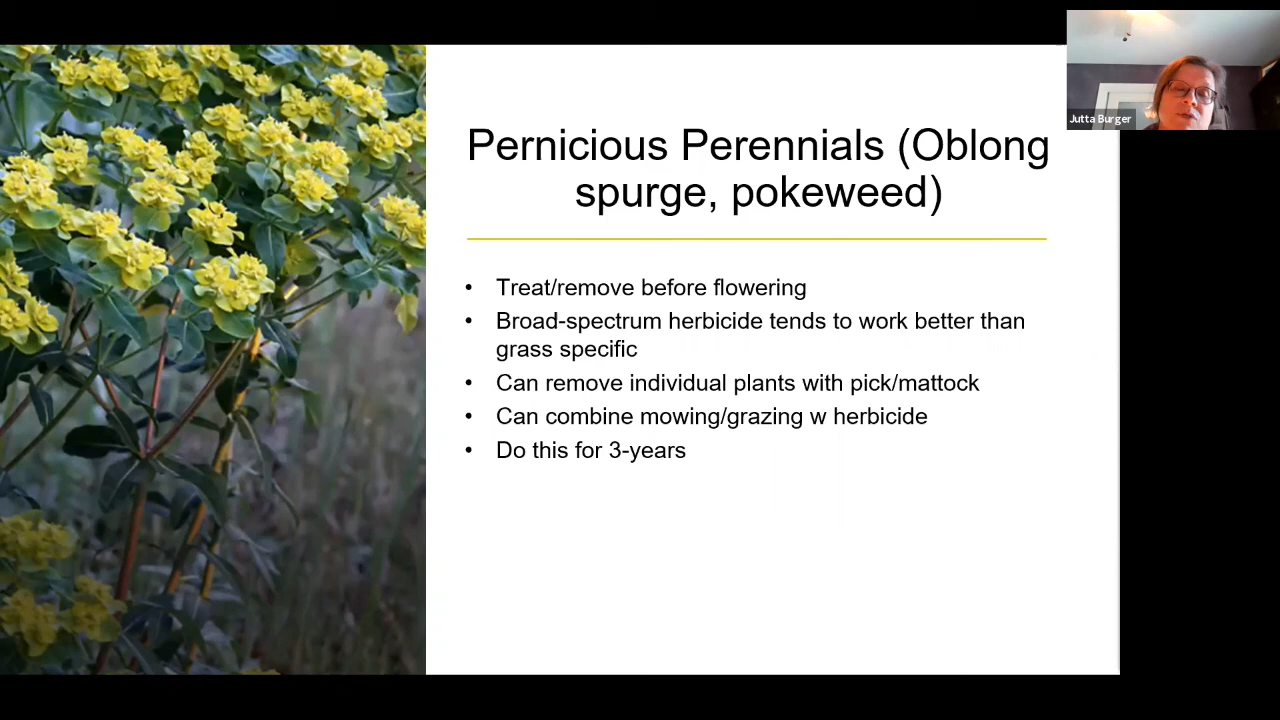 Jutta Burger
Pernicious Perennials (Oblong
spurge, pokeweed)
• Treat/remove before flowering
• Broad-spectrum herbicide tends to work better than
grass specific
• Can remove individual plants with pick/mattock
• Can combine mowing/grazing w herbicide
• Do this for 3-years